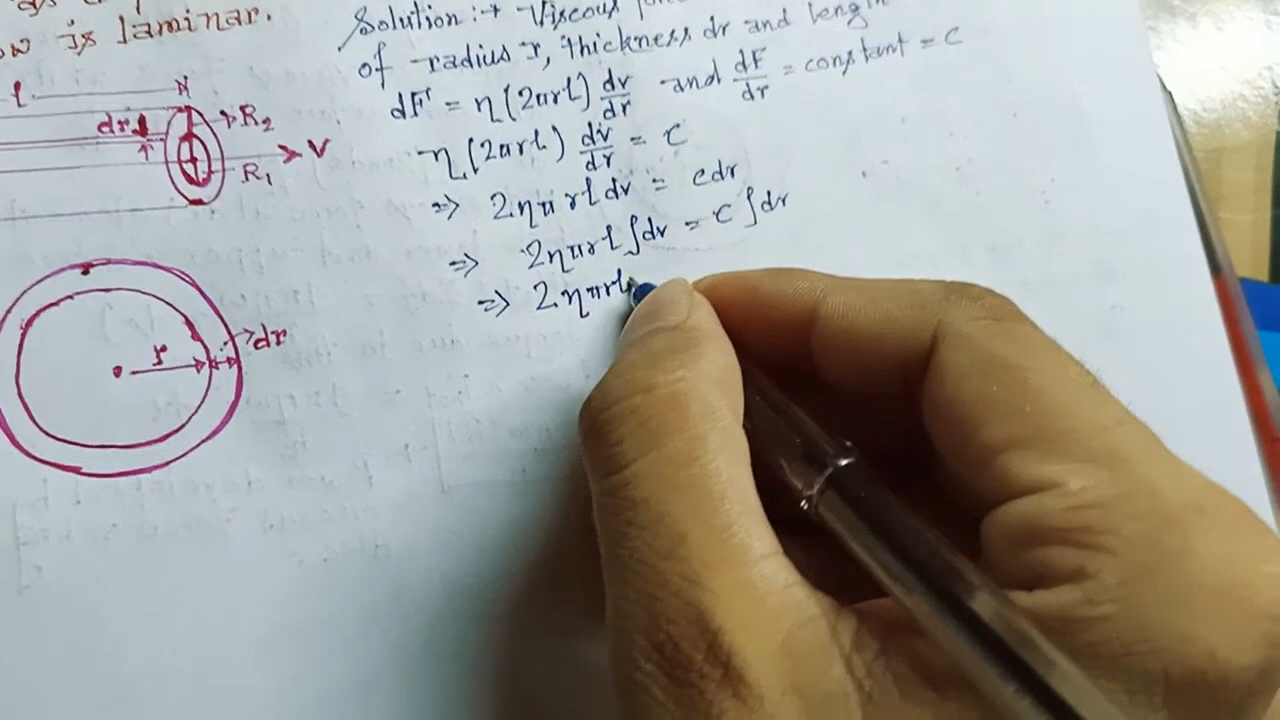 is laminar.
Solution :→ Viscous
of radius r, thickness dr and length
dF = η(2πrl) dv/dr and dF/dr = constant = C
η(2πrl) dv/dr = C
⇒ 2ηπrl dv = cdr
⇒ 2ηπrl ∫dv = C ∫dr
⇒ 2ηπrl
l
dr
R₂
V
R₁
r
dr